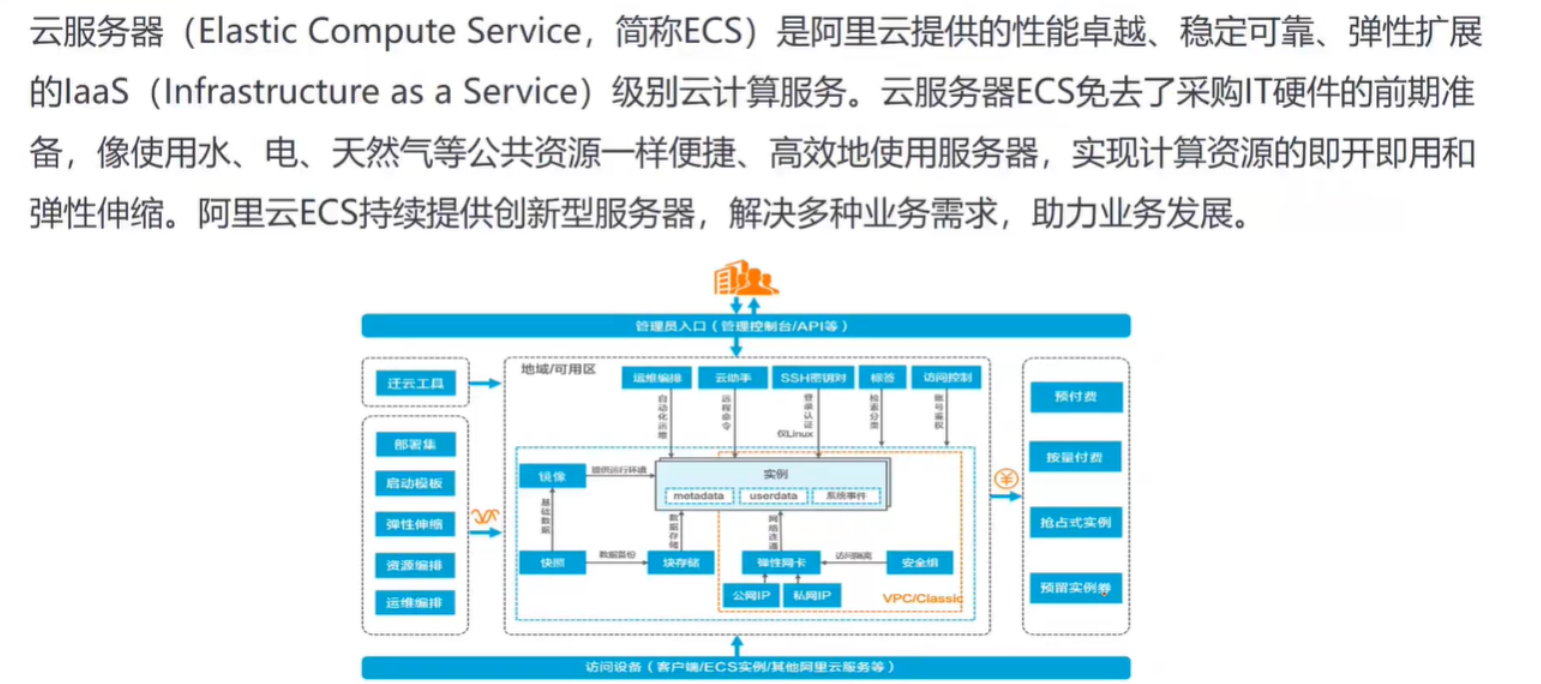 云服务器（Elastic Compute Service，简称ECS）是阿里云提供的性能卓越、稳定可靠、弹性扩展
的IaaS（Infrastructure as a Service）级别云计算服务。云服务器ECS免去了采购IT硬件的前期准
备，像使用水、电、天然气等公共资源一样便捷、高效地使用服务器，实现计算资源的即开即用和
弹性伸缩。阿里云ECS持续提供创新型服务器，解决多种业务需求，助力业务发展。
管理员入口（管理控制台/API等）
迁云工具
部署集
启动模板
弹性伸缩
资源编排
运维编排
地域/可用区
运维编排
云助手
SSH密钥对
标签
访问控制
自动化运维
远程命令
登录认证
仅Linux
检索分类
账号鉴权
镜像
提供运行环境
实例
metadata
userdata
系统事件
基础数据
数据存储
网络连通
快照
数据备份
块存储
弹性网卡
访问隔离
安全组
公网IP
私网IP
VPC/Classic
预付费
按量付费
抢占式实例
预留实例券
访问设备（客户端/ECS实例/其他阿里云服务等）